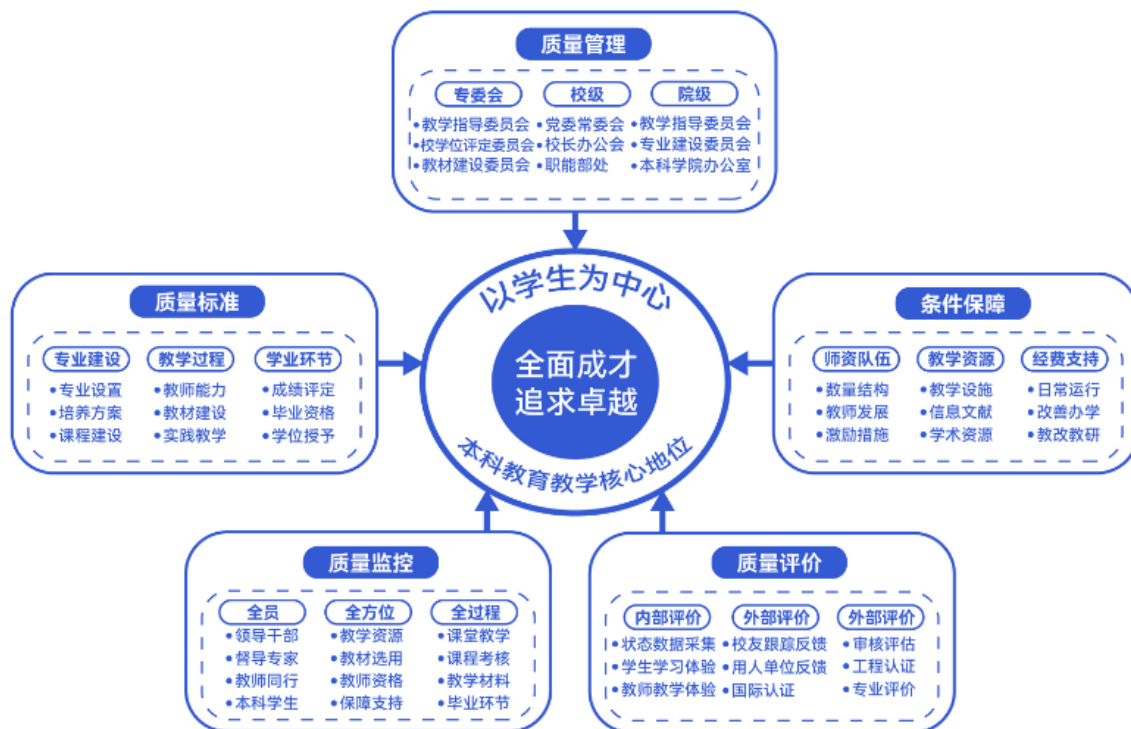 质量管理
专委会 校级 院级
•教学指导委员会 •党委常委会 •教学指导委员会
•校学位评定委员会 •校长办公会 •专业建设委员会
•教材建设委员会 •职能部处 •本科学院办公室
以学生为中心
全面成才
追求卓越
本科教育教学核心地位
质量标准
专业建设 教学过程 学业环节
•专业设置 •教师能力 •成绩评定
•培养方案 •教材建设 •毕业资格
•课程建设 •实践教学 •学位授予
条件保障
师资队伍 教学资源 经费支持
•数量结构 •教学设施 •日常运行
•教师发展 •信息文献 •改善办学
•激励措施 •学术资源 •教改教研
质量监控
全员 全方位 全过程
•领导干部 •教学资源 •课堂教学
•督导专家 •教材选用 •课程考核
•教师同行 •教师资格 •教学材料
•本科学生 •保障支持 •毕业环节
质量评价
内部评价 外部评价 外部评价
•状态数据采集 •校友跟踪反馈 •审核评估
•学生学习体验 •用人单位反馈 •工程认证
•教师教学体验 •国际认证 •专业评价